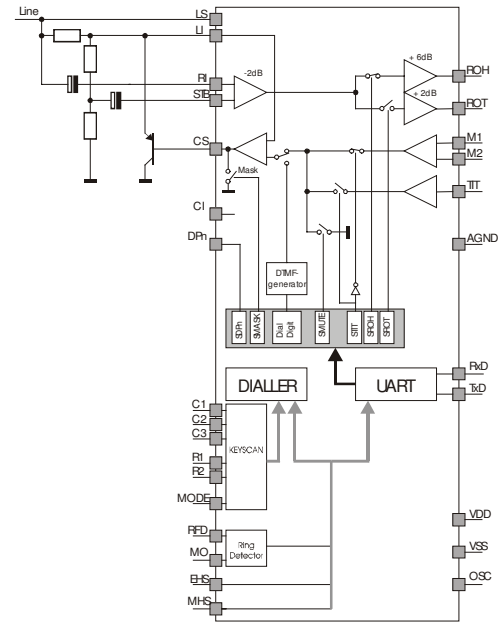 Line
LS
LI
RI
STB
CS
CI
DPn
-2dB
+ 6dB
+ 2dB
ROH
ROT
M1
M2
TIT
AGND
Mask
DTMF-
generator
SDPn
SMASK
Dial
Digit
SMUTE
STIT
SROH
SROT
RxD
TxD
DIALLER
UART
C1
C2
C3
R1
R2
MODE
KEYSCAN
RFD
MO
EHS
MHS
Ring
Detector
VDD
VSS
OSC